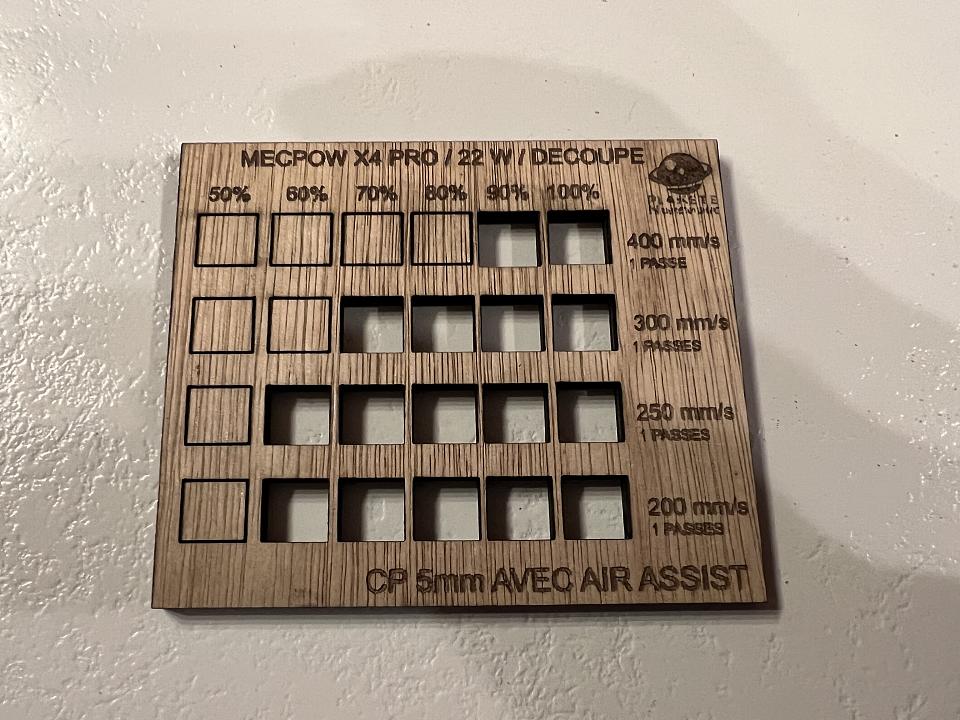 MECPOW X4 PRO / 22 W / DECOUPE
50% 60% 70% 80% 90% 100%
400 mm/s
1 PASSE
300 mm/s
1 PASSES
250 mm/s
1 PASSES
200 mm/s
1 PASSES
CP 5mm AVEC AIR ASSIST